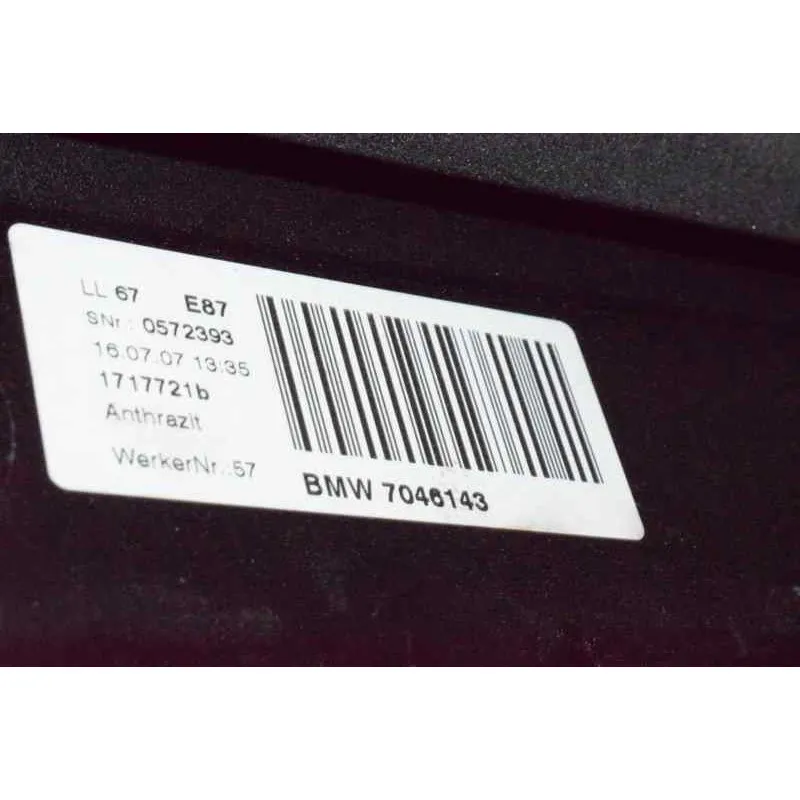 LL 67 E87
SNr.: 0572393
16.07.07 13:35
1717721b
Anthrazit
WerkerNr.:57
BMW 7046143